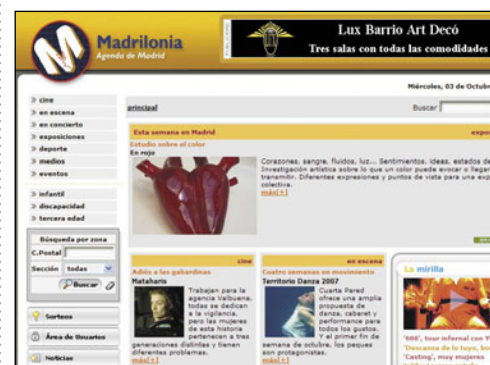 Madrilonia
Agenda de Madrid
Lux Barrio Art Decó
Tres salas con todas las comodidades
Miércoles, 03 de Octubr
» cine
» en escena
» en concierto
» exposiciones
» deporte
» medios
» eventos
» infantil
» discapacidad
» tercera edad
Búsqueda por zona
C.Postal
Sección todas
Buscar
Sorteos
Área de Usuarios
Noticias
principal
Buscar
Esta semana en Madrid
expos
Estudio sobre el color
En rojo
Corazones, sangre, fluidos, luz... Sentimientos, ideas, estados de
Investigación artística sobre lo que un color puede evocar o llegar
transmitir. Diferentes expresiones y puntos de vista para una exp
colectiva.
más[+]
cine
Adiós a las gabardinas
Mataharis
Trabajan para la
agencia Valbuena,
todas se dedican
a la vigilancia,
pero las mujeres
de esta historia
pertenecen a tres
generaciones distintas y tienen
diferentes problemas.
más[+]
en escena
Cuatro semanas en movimiento
Territorio Danza 2007
Cuarta Pared
ofrece una amplia
propuesta de
danza, cabaret y
performance para
todos los gustos.
Y el primer fin de
semana de octubre, los peques
son protagonistas.
más[+]
La mirilla
'666', tour infernal con Y
'Descansa de lo tuyo, ho
'Casting', muy mujeres